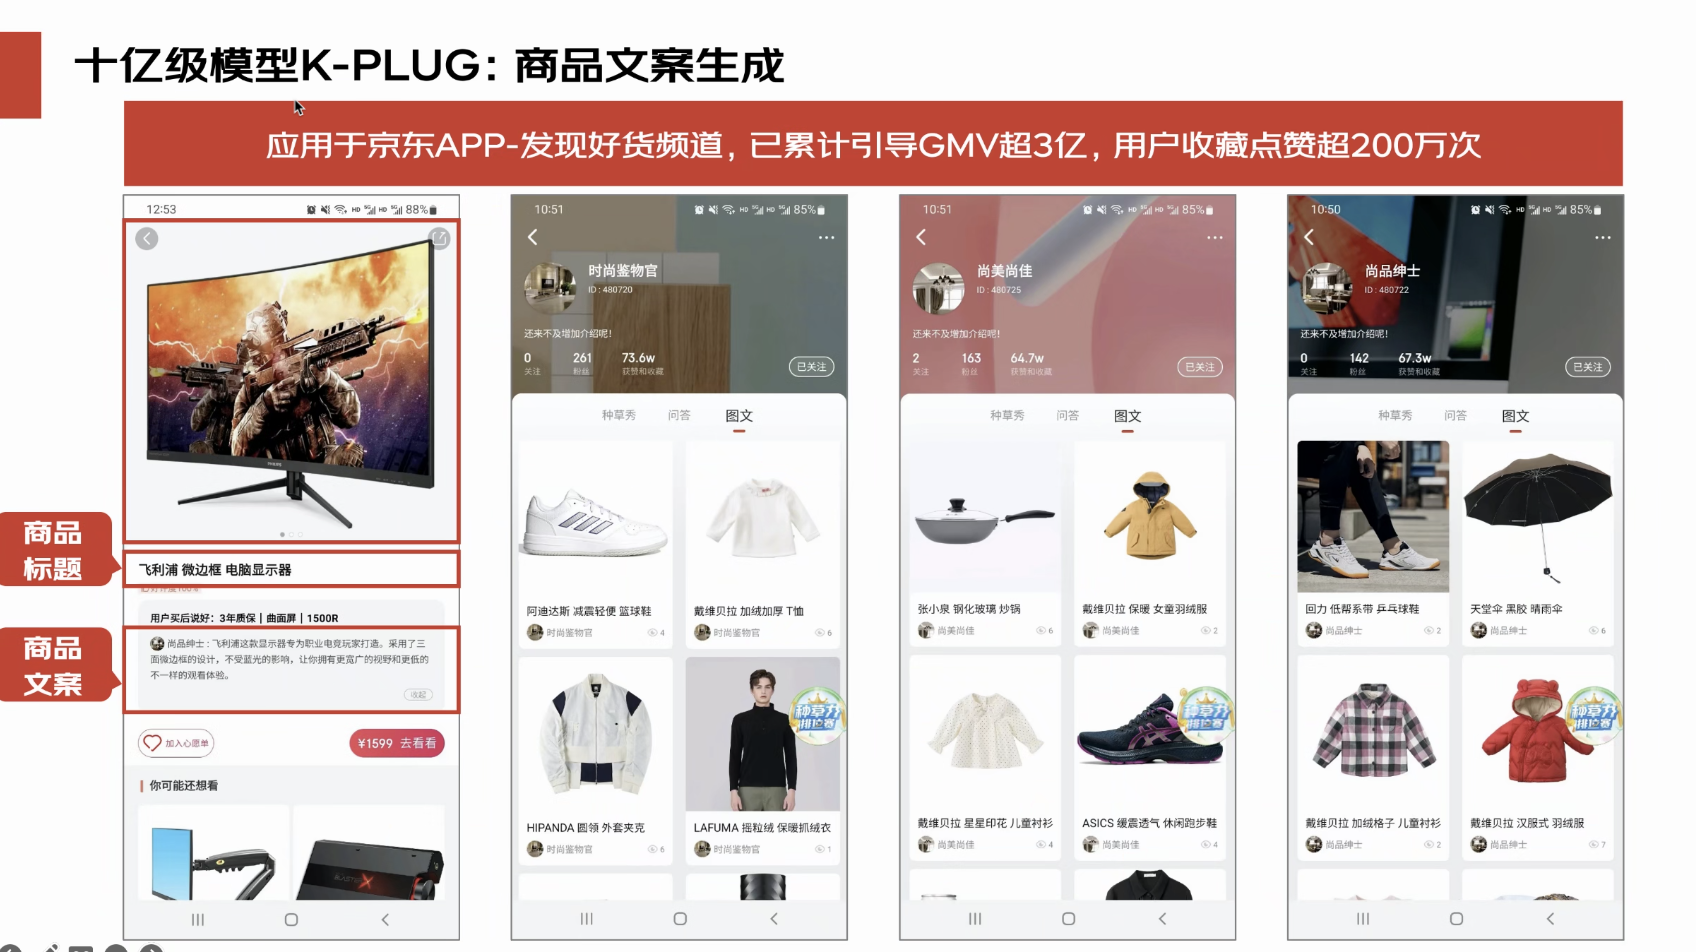 十亿级模型K-PLUG：商品文案生成
应用于京东APP-发现好货频道，已累计引导GMV超3亿，用户收藏点赞超200万次
商品
标题
商品
文案
12:53
88%
飞利浦 微边框 电脑显示器
用户买后说好：3年质保｜曲面屏｜1500R
尚品绅士：飞利浦这款显示器专为职业电竞玩家打造。采用了三
面微边框的设计，不受蓝光的影响，让你拥有更宽广的视野和更低的
不一样的观看体验。
收起
加入心愿单
¥1599 去看看
你可能还想看
10:51
85%
时尚鉴物官
ID：480720
还来不及增加介绍呢！
0 261 73.6w
关注 粉丝 获赞和收藏
已关注
种草秀 问答 图文
阿迪达斯 减震轻便 篮球鞋
时尚鉴物官 4
戴维贝拉 加绒加厚 T恤
时尚鉴物官 6
种草力
排位赛
HIPANDA 圆领 外套夹克
时尚鉴物官 6
LAFUMA 摇粒绒 保暖抓绒衣
时尚鉴物官 1
10:51
85%
尚美尚佳
ID：480725
还来不及增加介绍呢！
2 163 64.7w
关注 粉丝 获赞和收藏
已关注
种草秀 问答 图文
张小泉 钢化玻璃 炒锅
尚美尚佳 6
戴维贝拉 保暖 女童羽绒服
尚美尚佳 2
种草力
排位赛
戴维贝拉 星星印花 儿童衬衫
尚美尚佳 4
ASICS 缓震透气 休闲跑步鞋
尚美尚佳 4
10:50
85%
尚品绅士
ID：480722
还来不及增加介绍呢！
0 142 67.3w
关注 粉丝 获赞和收藏
已关注
种草秀 问答 图文
回力 低帮系带 乒乓球鞋
尚品绅士 2
天堂伞 黑胶 晴雨伞
尚品绅士 6
种草力
排位赛
戴维贝拉 加绒格子 儿童衬衫
尚品绅士 2
戴维贝拉 汉服式 羽绒服
尚品绅士 7